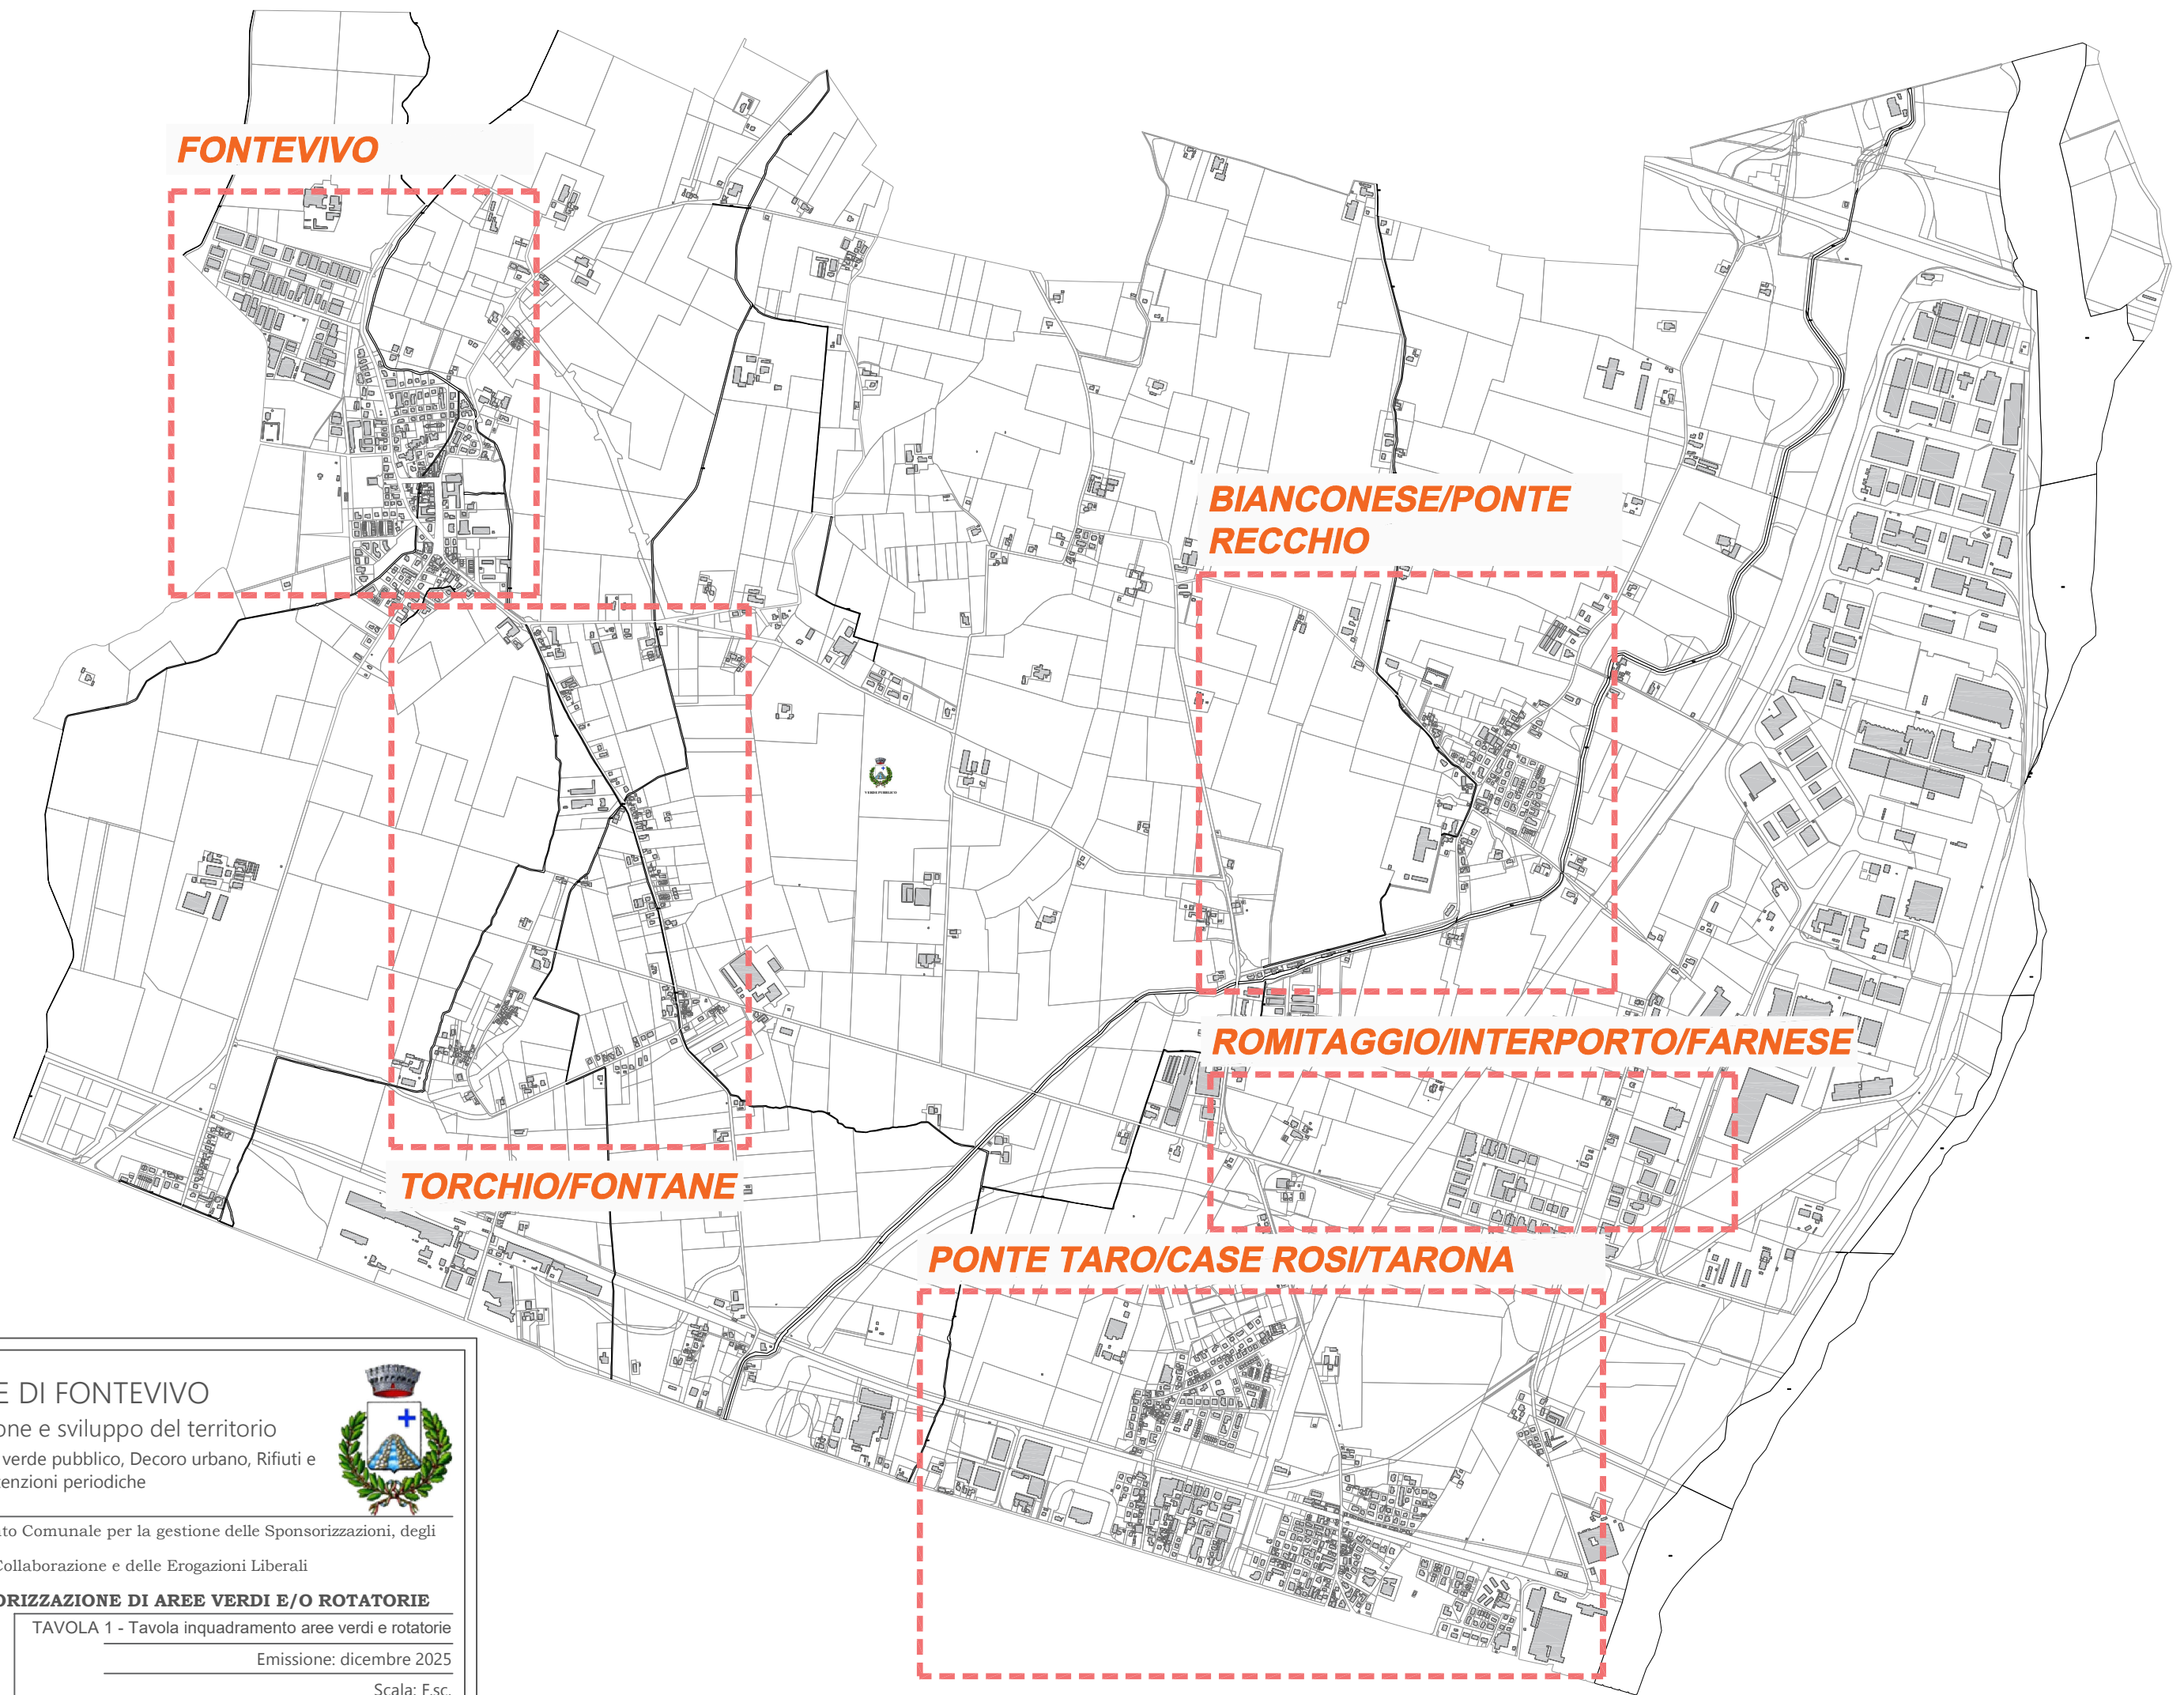 FONTEVIVO
BIANCONESE/PONTE
RECCHIO
VERDE PUBBLICO
ROMITAGGIO/INTERPORTO/FARNESE
TORCHIO/FONTANE
PONTE TARO/CASE ROSI/TARONA
E DI FONTEVIVO
one e sviluppo del territorio
verde pubblico, Decoro urbano, Rifiuti e
enzioni periodiche
to Comunale per la gestione delle Sponsorizzazioni, degli
Collaborazione e delle Erogazioni Liberali
ORIZZAZIONE DI AREE VERDI E/O ROTATORIE
TAVOLA 1 - Tavola inquadramento aree verdi e rotatorie
Emissione: dicembre 2025
Scala: F.sc.